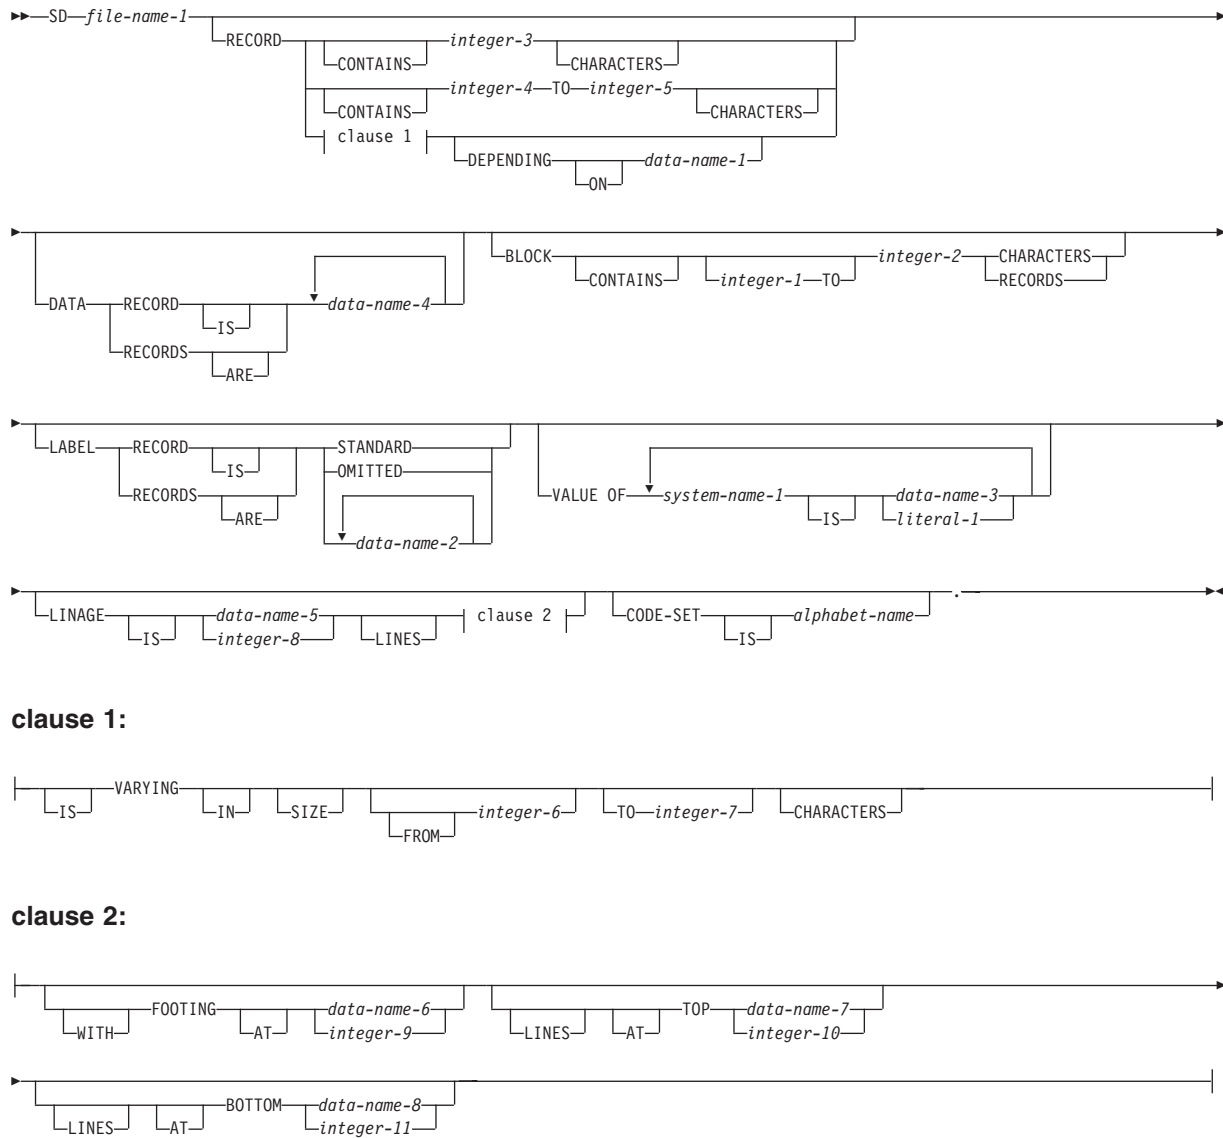 SD file-name-1
RECORD integer-3
CONTAINS CHARACTERS
integer-4 TO integer-5
CONTAINS CHARACTERS
clause 1
DEPENDING data-name-1
ON
BLOCK integer-2 CHARACTERS
CONTAINS integer-1 TO RECORDS
DATA RECORD data-name-4
IS
RECORDS
ARE
LABEL RECORD STANDARD
IS OMITTED
RECORDS VALUE OF system-name-1 data-name-3
ARE IS literal-1
data-name-2
.
LINAGE data-name-5 clause 2 CODE-SET alphabet-name
IS integer-8 LINES IS
clause 1:
VARYING
IS IN SIZE integer-6 TO integer-7 CHARACTERS
FROM
clause 2:
FOOTING data-name-6 TOP data-name-7
WITH AT integer-9 LINES AT integer-10
BOTTOM data-name-8
LINES AT integer-11